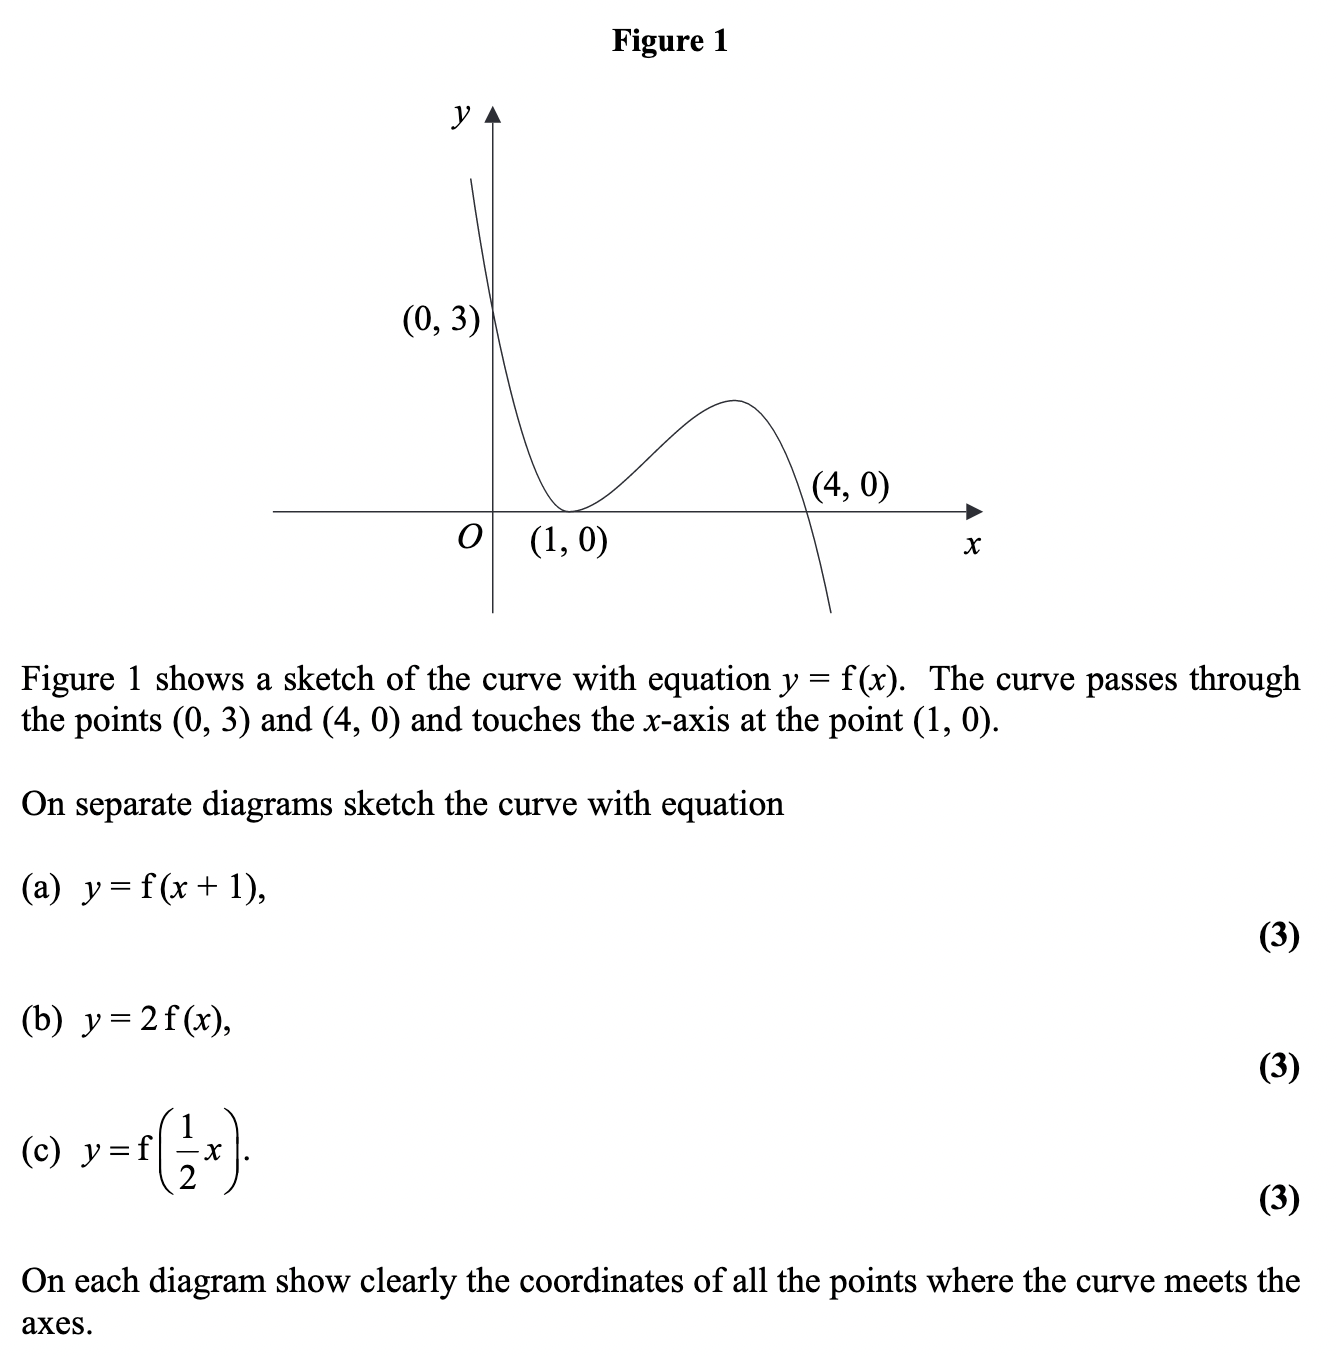 Figure 1
y
(0, 3)
(4, 0)
O (1, 0)
x
Figure 1 shows a sketch of the curve with equation y = f(x). The curve passes through
the points (0, 3) and (4, 0) and touches the x-axis at the point (1, 0).
On separate diagrams sketch the curve with equation
(a) y = f(x + 1),
(3)
(b) y = 2f(x),
(3)
(c) y = f(1/2 x).
(3)
On each diagram show clearly the coordinates of all the points where the curve meets the
axes.